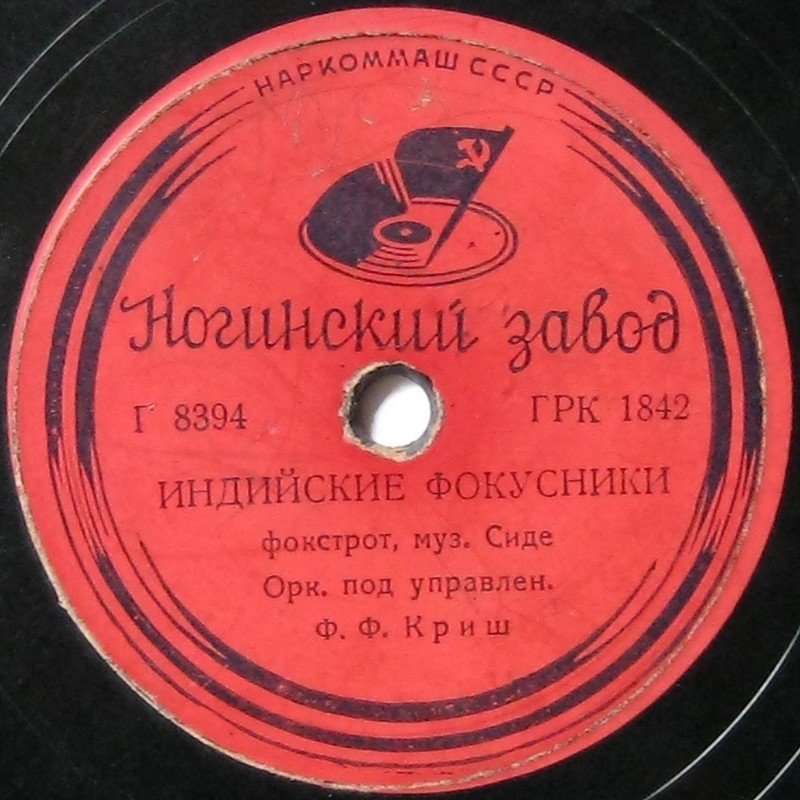 НАРКОММАШ СССР
Ногинский завод
Г 8394 ГРК 1842
ИНДИЙСКИЕ ФОКУСНИКИ
фокстрот, муз. Сиде
Орк. под управлен.
Ф. Ф. Криш